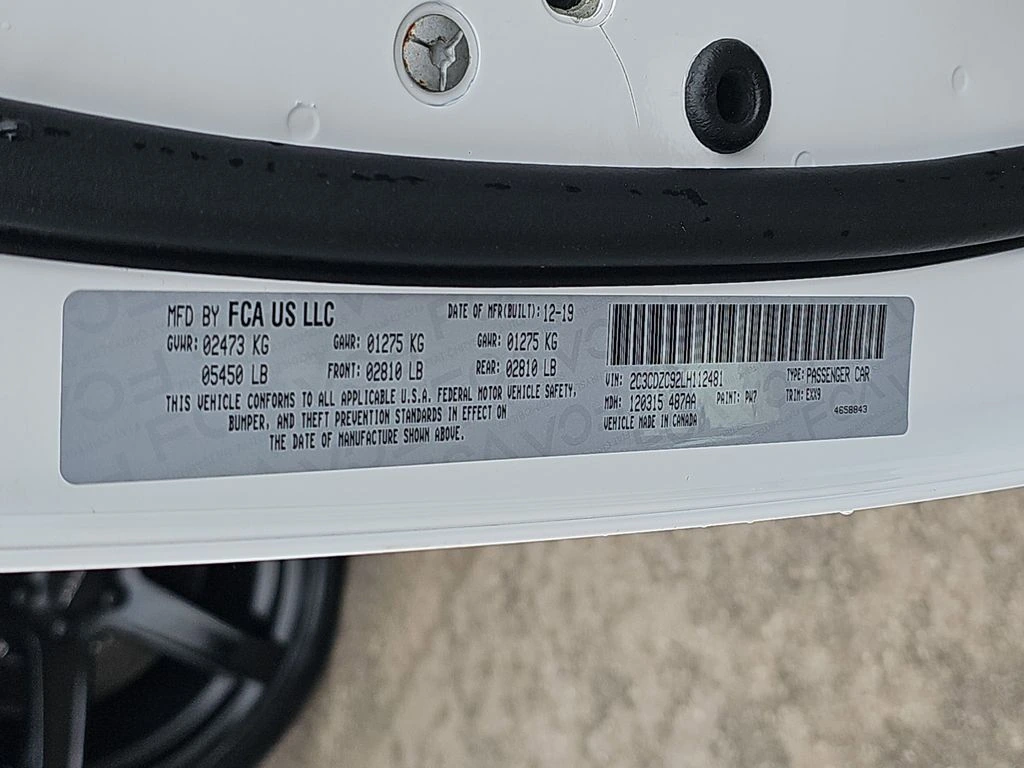 MFD BY FCA US LLC
DATE OF MFR(BUILT): 12-19
GVWR: 02473 KG GAWR: 01275 KG GAWR: 01275 KG
05450 LB FRONT: 02810 LB REAR: 02810 LB
THIS VEHICLE CONFORMS TO ALL APPLICABLE U.S.A. FEDERAL MOTOR VEHICLE SAFETY,
BUMPER, AND THEFT PREVENTION STANDARDS IN EFFECT ON
THE DATE OF MANUFACTURE SHOWN ABOVE.
VIN: 2C3CDZC92LH112481 TYPE: PASSENGER CAR
MDH: 120315 487AA PAINT: PW7 TRIM: EXX9
VEHICLE MADE IN CANADA 4658843